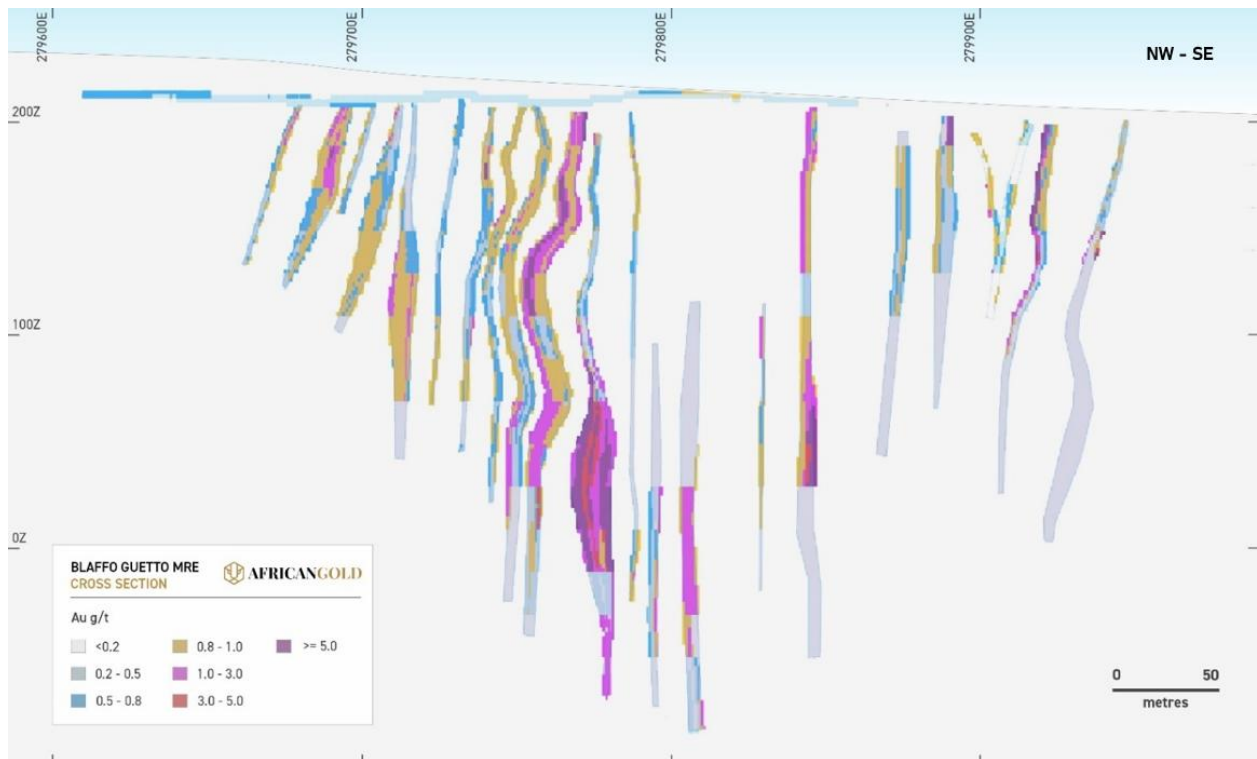 279600E
279700E
279800E
279900E
NW - SE
200Z
100Z
0Z
BLAFFO GUETTO MRE
CROSS SECTION
AFRICANGOLD
Au g/t
<0.2
0.8 - 1.0
>= 5.0
0.2 - 0.5
1.0 - 3.0
0.5 - 0.8
3.0 - 5.0
0 50
metres